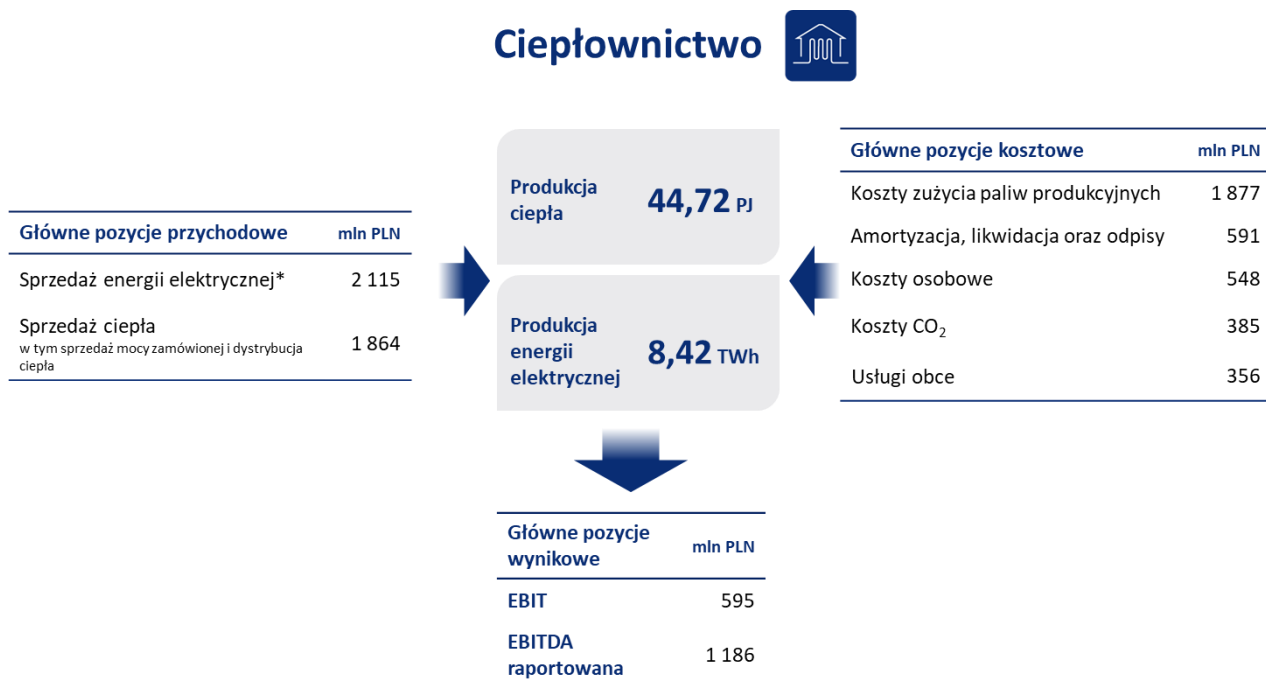 Ciepłownictwo
Główne pozycje przychodowe mln PLN
Sprzedaż energii elektrycznej* 2 115
Sprzedaż ciepła
w tym sprzedaż mocy zamówionej i dystrybucja
ciepła
1 864
Produkcja
ciepła
44,72 PJ
Produkcja
energii
elektrycznej
8,42 TWh
Główne pozycje kosztowe mln PLN
Koszty zużycia paliw produkcyjnych 1 877
Amortyzacja, likwidacja oraz odpisy 591
Koszty osobowe 548
Koszty CO₂ 385
Usługi obce 356
Główne pozycje
wynikowe
mln PLN
EBIT 595
EBITDA
raportowana
1 186